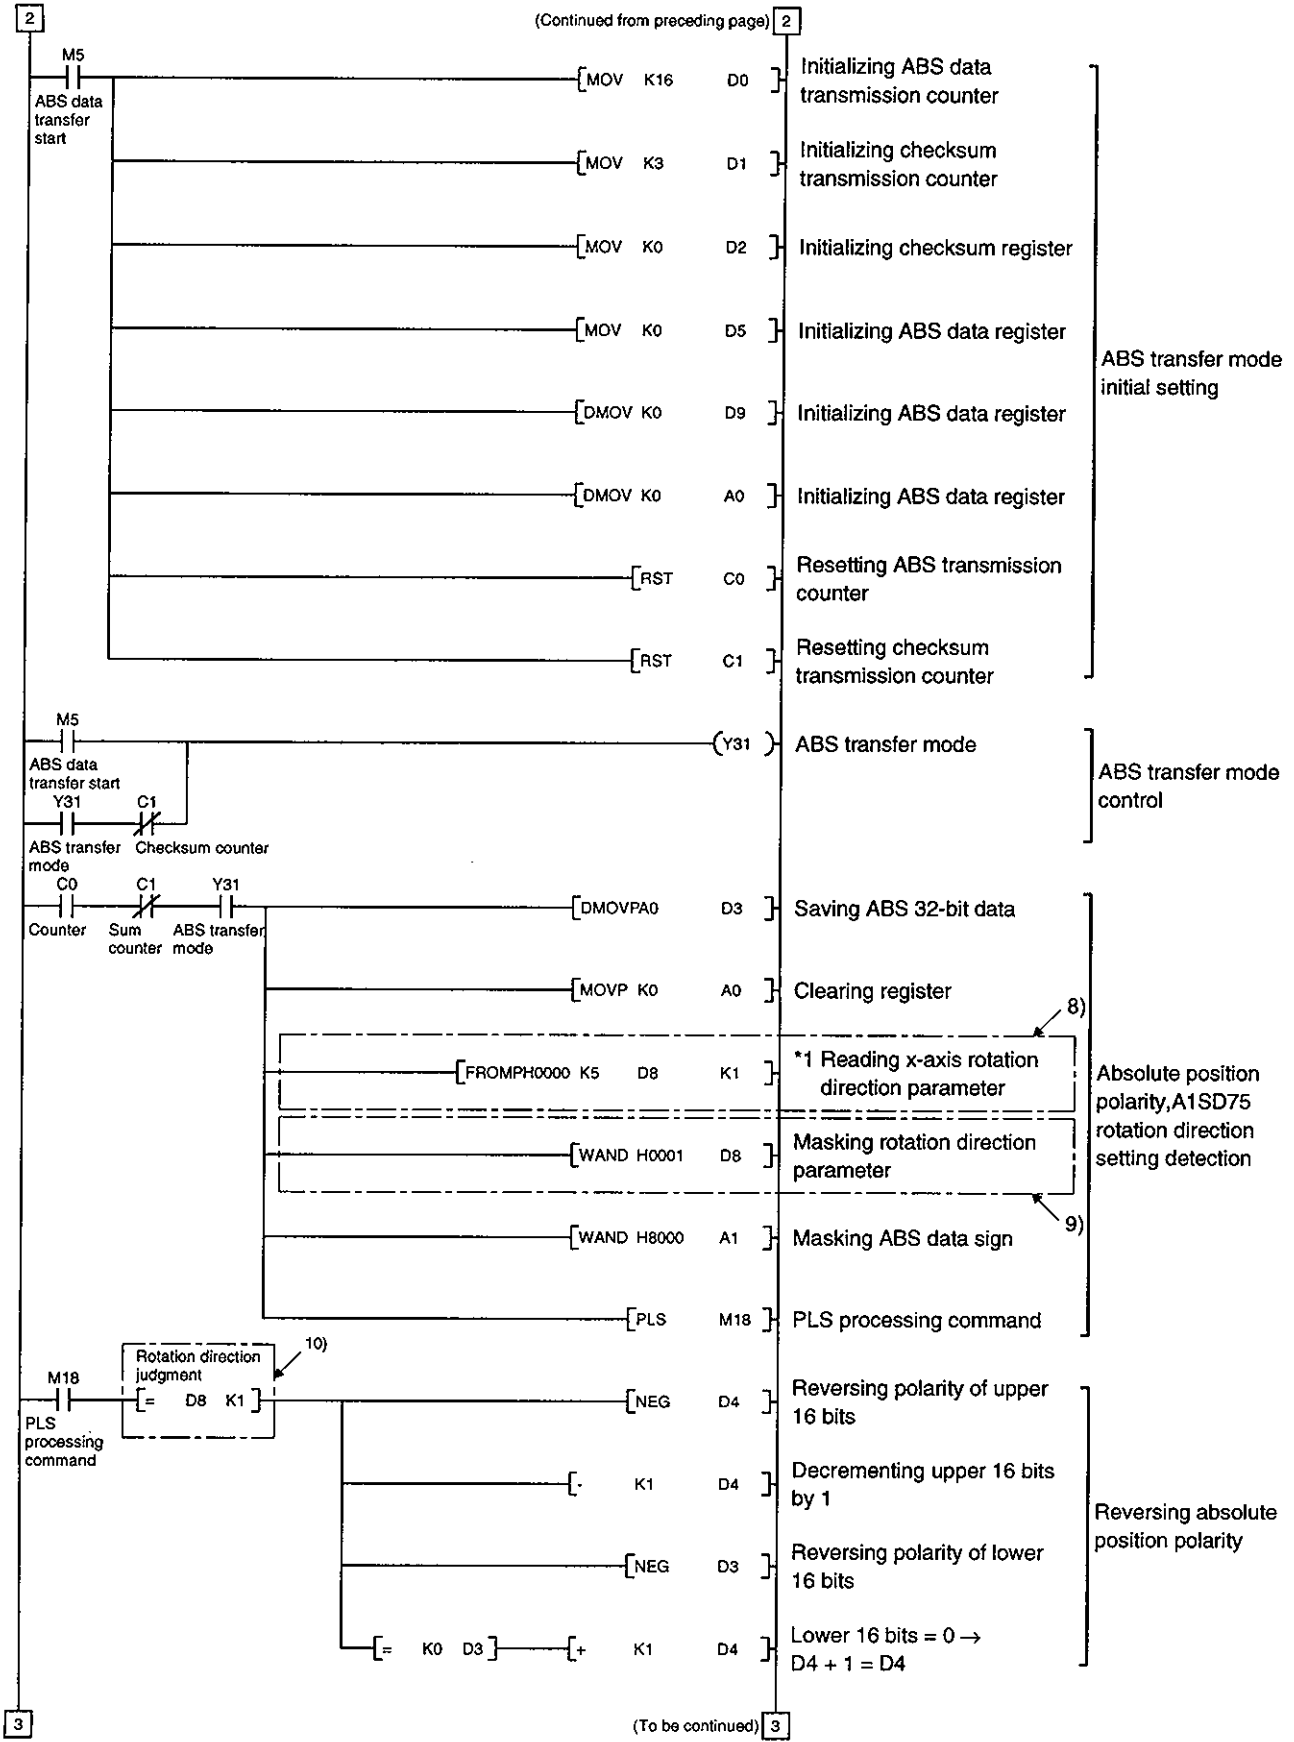 2
(Continued from preceding page) 2
M5
ABS data
transfer
start
[MOV K16 D0]
Initializing ABS data
transmission counter
[MOV K3 D1]
Initializing checksum
transmission counter
[MOV K0 D2]
Initializing checksum register
[MOV K0 D5]
Initializing ABS data register
[DMOV K0 D9]
Initializing ABS data register
[DMOV K0 A0]
Initializing ABS data register
[RST C0]
Resetting ABS transmission
counter
[RST C1]
Resetting checksum
transmission counter
ABS transfer mode
initial setting
M5
ABS data
transfer start
(Y31)
ABS transfer mode
Y31 C1
ABS transfer
mode
Checksum counter
ABS transfer mode
control
C0 C1 Y31
Counter
Sum
counter
ABS transfer
mode
[DMOVPA0 D3]
Saving ABS 32-bit data
[MOVP K0 A0]
Clearing register
8)
[FROMPH0000 K5 D8 K1]
*1 Reading x-axis rotation
direction parameter
[WAND H0001 D8]
Masking rotation direction
parameter
9)
[WAND H8000 A1]
Masking ABS data sign
[PLS M18]
PLS processing command
Absolute position
polarity,A1SD75
rotation direction
setting detection
M18
PLS
processing
command
Rotation direction
judgment
10)
[= D8 K1]
[NEG D4]
Reversing polarity of upper
16 bits
[- K1 D4]
Decrementing upper 16 bits
by 1
[NEG D3]
Reversing polarity of lower
16 bits
[= K0 D3] [+ K1 D4]
Lower 16 bits = 0 →
D4 + 1 = D4
Reversing absolute
position polarity
3
(To be continued) 3